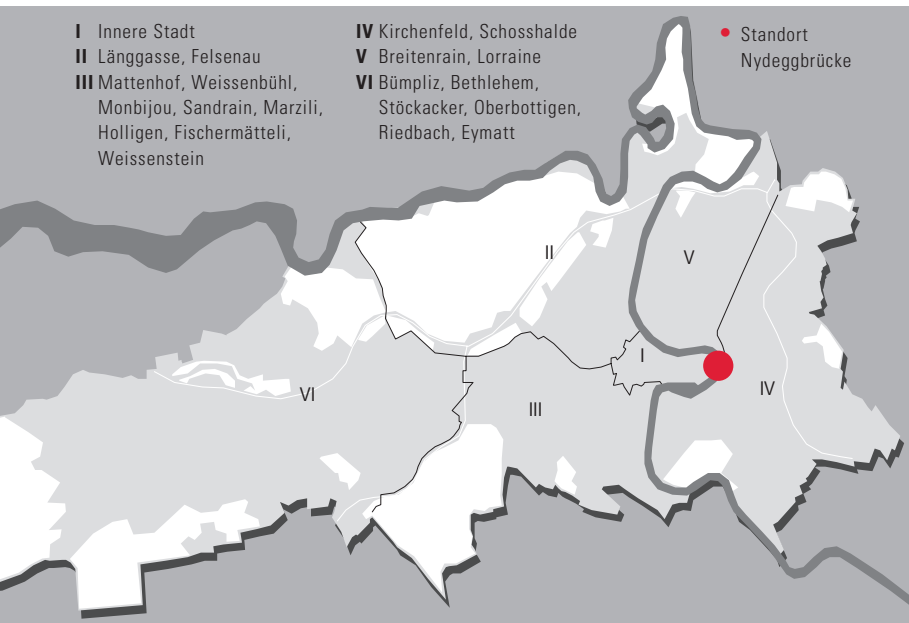 I Innere Stadt
II Länggasse, Felsenau
III Mattenhof, Weissenbühl,
Monbijou, Sandrain, Marzili,
Holligen, Fischermätteli,
Weissenstein
IV Kirchenfeld, Schosshalde
V Breitenrain, Lorraine
VI Bümpliz, Bethlehem,
Stöckacker, Oberbottigen,
Riedbach, Eymatt
Standort
Nydeggbrücke
II
V
I
VI
IV
III